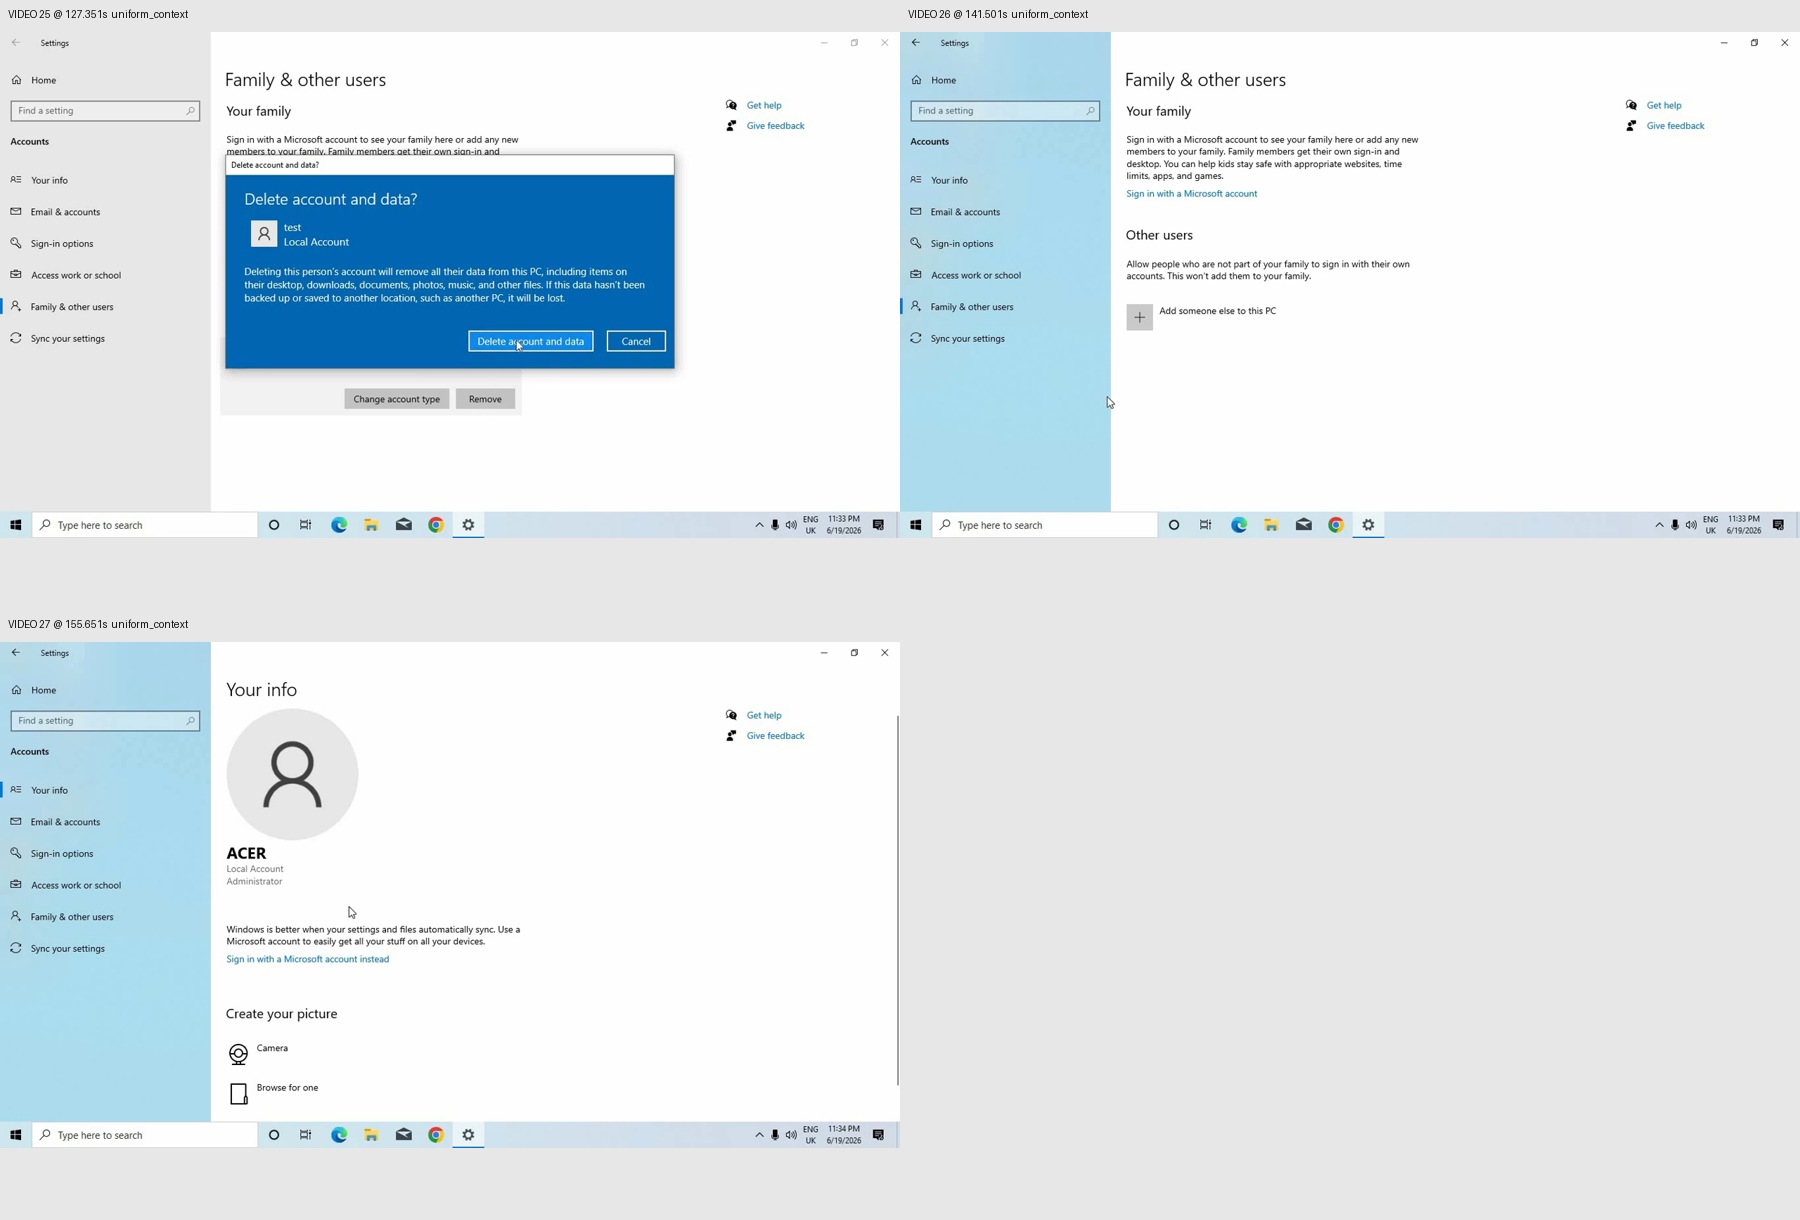 VIDEO 25 @ 127.351s uniform_context
Settings
Home
Find a setting
Accounts
Your info
Email & accounts
Sign-in options
Access work or school
Family & other users
Sync your settings
Family & other users
Your family
Sign in with a Microsoft account to see your family here or add any new
members to your family. Family members get their own sign-in and
Get help
Give feedback
Delete account and data?
Delete account and data?
test
Local Account
Deleting this person's account will remove all their data from this PC, including items on
their desktop, downloads, documents, photos, music, and other files. If this data hasn't been
backed up or saved to another location, such as another PC, it will be lost.
Delete account and data
Cancel
Change account type
Remove
Type here to search
ENG
UK
11:33 PM
6/19/2026
VIDEO 26 @ 141.501s uniform_context
Settings
Home
Find a setting
Accounts
Your info
Email & accounts
Sign-in options
Access work or school
Family & other users
Sync your settings
Family & other users
Your family
Sign in with a Microsoft account to see your family here or add any new
members to your family. Family members get their own sign-in and
desktop. You can help kids stay safe with appropriate websites, time
limits, apps, and games.
Sign in with a Microsoft account
Other users
Allow people who are not part of your family to sign in with their own
accounts. This won't add them to your family.
Add someone else to this PC
Get help
Give feedback
Type here to search
ENG
UK
11:33 PM
6/19/2026
VIDEO 27 @ 155.651s uniform_context
Settings
Home
Find a setting
Accounts
Your info
Email & accounts
Sign-in options
Access work or school
Family & other users
Sync your settings
Your info
ACER
Local Account
Administrator
Windows is better when your settings and files automatically sync. Use a
Microsoft account to easily get all your stuff on all your devices.
Sign in with a Microsoft account instead
Create your picture
Camera
Browse for one
Get help
Give feedback
Type here to search
ENG
UK
11:34 PM
6/19/2026